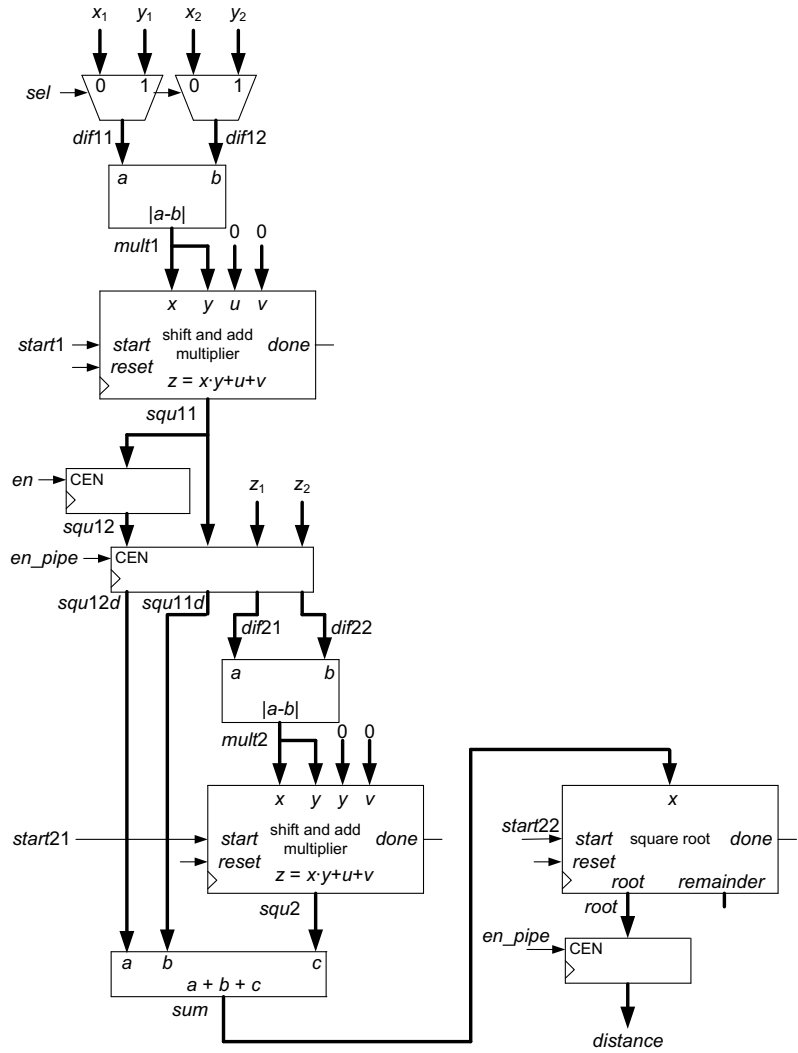 x1 y1 x2 y2
0 1 0 1
sel
dif11 dif12
a b
|a-b|
mult1 0 0
x y u v
start1 start shift and add multiplier done
reset
z = x·y+u+v
squ11
en CEN
z1 z2
squ12
en_pipe CEN
squ12d squ11d
dif21 dif22
a b
|a-b|
mult2 0 0
x y y v
start21 start shift and add multiplier done
reset
z = x·y+u+v
squ2
a b c
a + b + c
sum
x
start22 start square root done
reset
root remainder
root
en_pipe CEN
distance